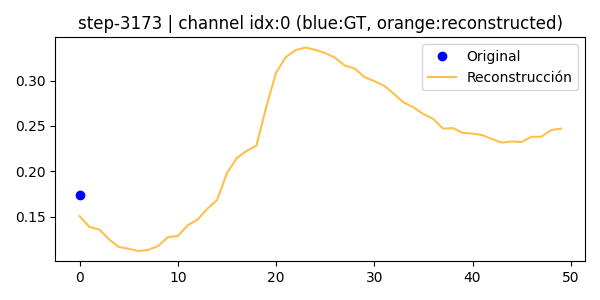 step-3173 | channel idx:0 (blue:GT, orange:reconstructed)
Original
Reconstrucción
0.30
0.25
0.20
0.15
0 10 20 30 40 50